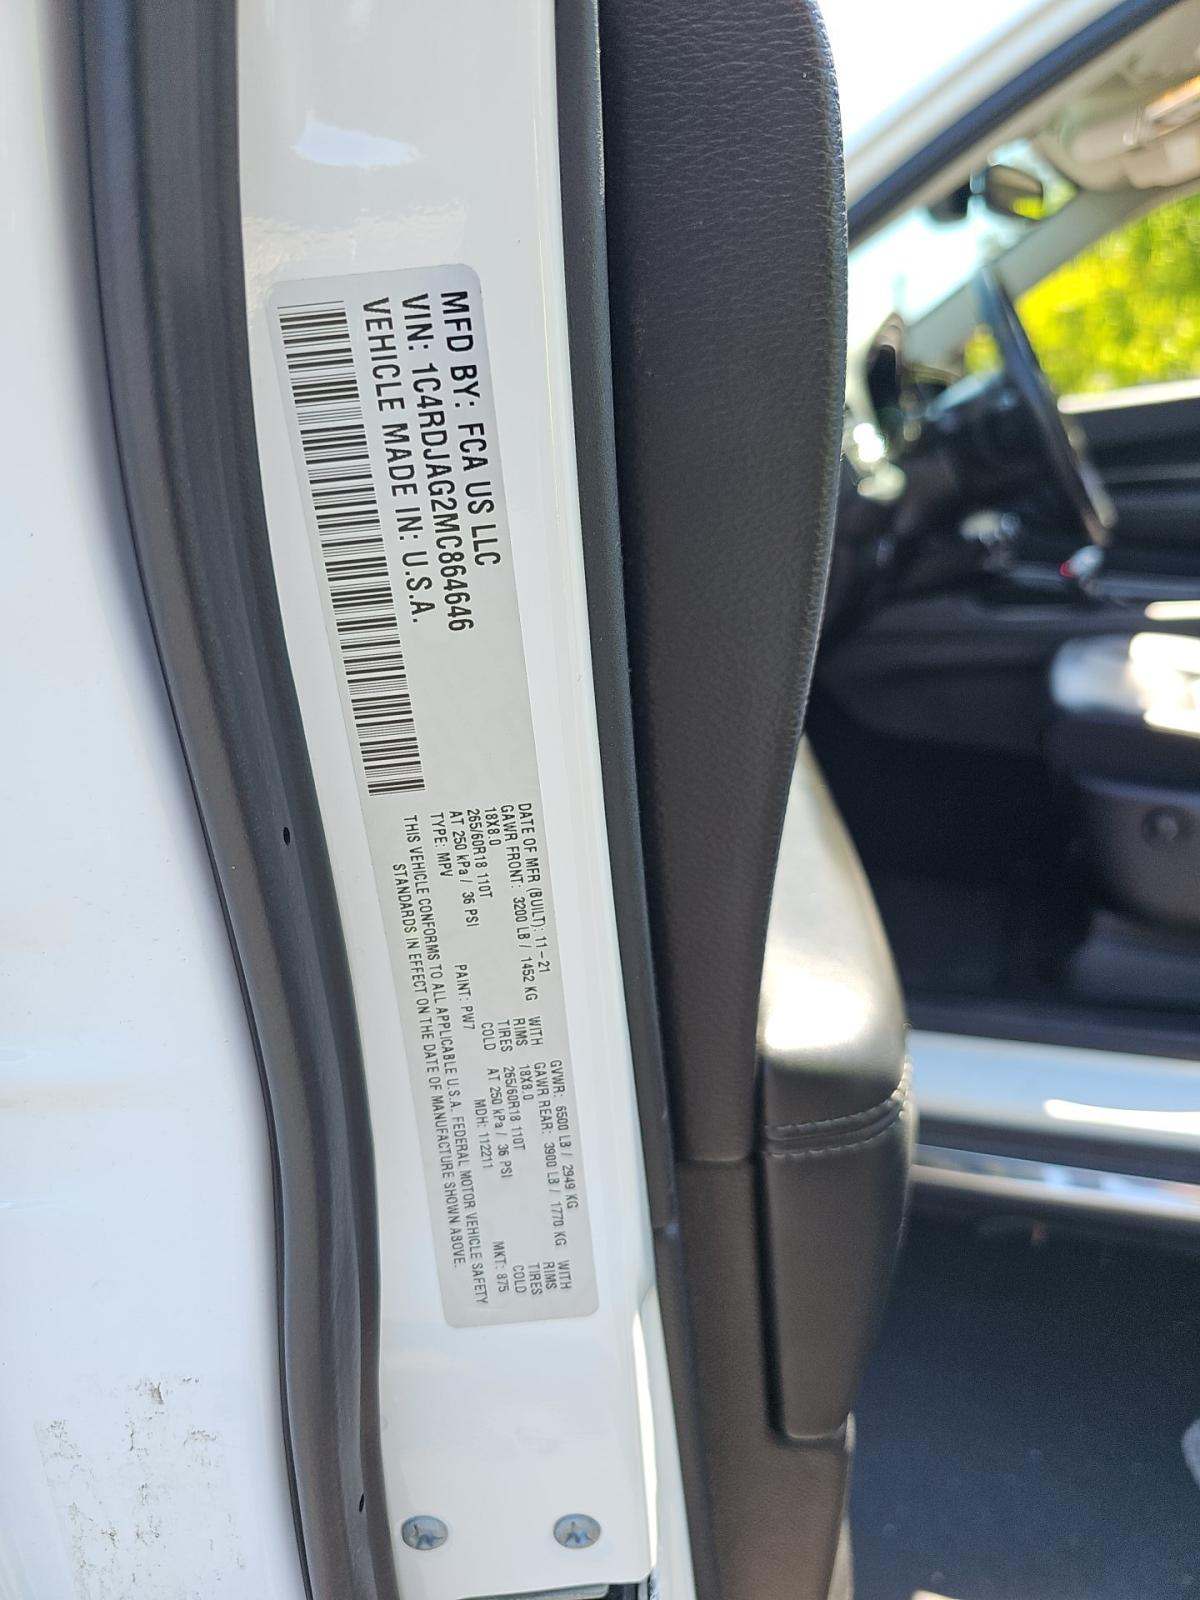 MFD BY: FCA US LLC
VIN: 1C4RDJAG2MC864646
VEHICLE MADE IN: U.S.A.
DATE OF MFR (BUILT): 11-21 GVWR: 6500 LB / 2949 KG
GAWR FRONT: 3200 LB / 1452 KG WITH GAWR REAR: 3900 LB / 1770 KG WITH
18X8.0 RIMS 18X8.0 RIMS
265/60R18 110T TIRES 265/60R18 110T TIRES
AT 250 kPa / 36 PSI COLD AT 250 kPa / 36 PSI COLD
TYPE: MPV PAINT: PW7 MDH: 112211 MKT: 875
THIS VEHICLE CONFORMS TO ALL APPLICABLE U.S.A. FEDERAL MOTOR VEHICLE SAFETY
STANDARDS IN EFFECT ON THE DATE OF MANUFACTURE SHOWN ABOVE.